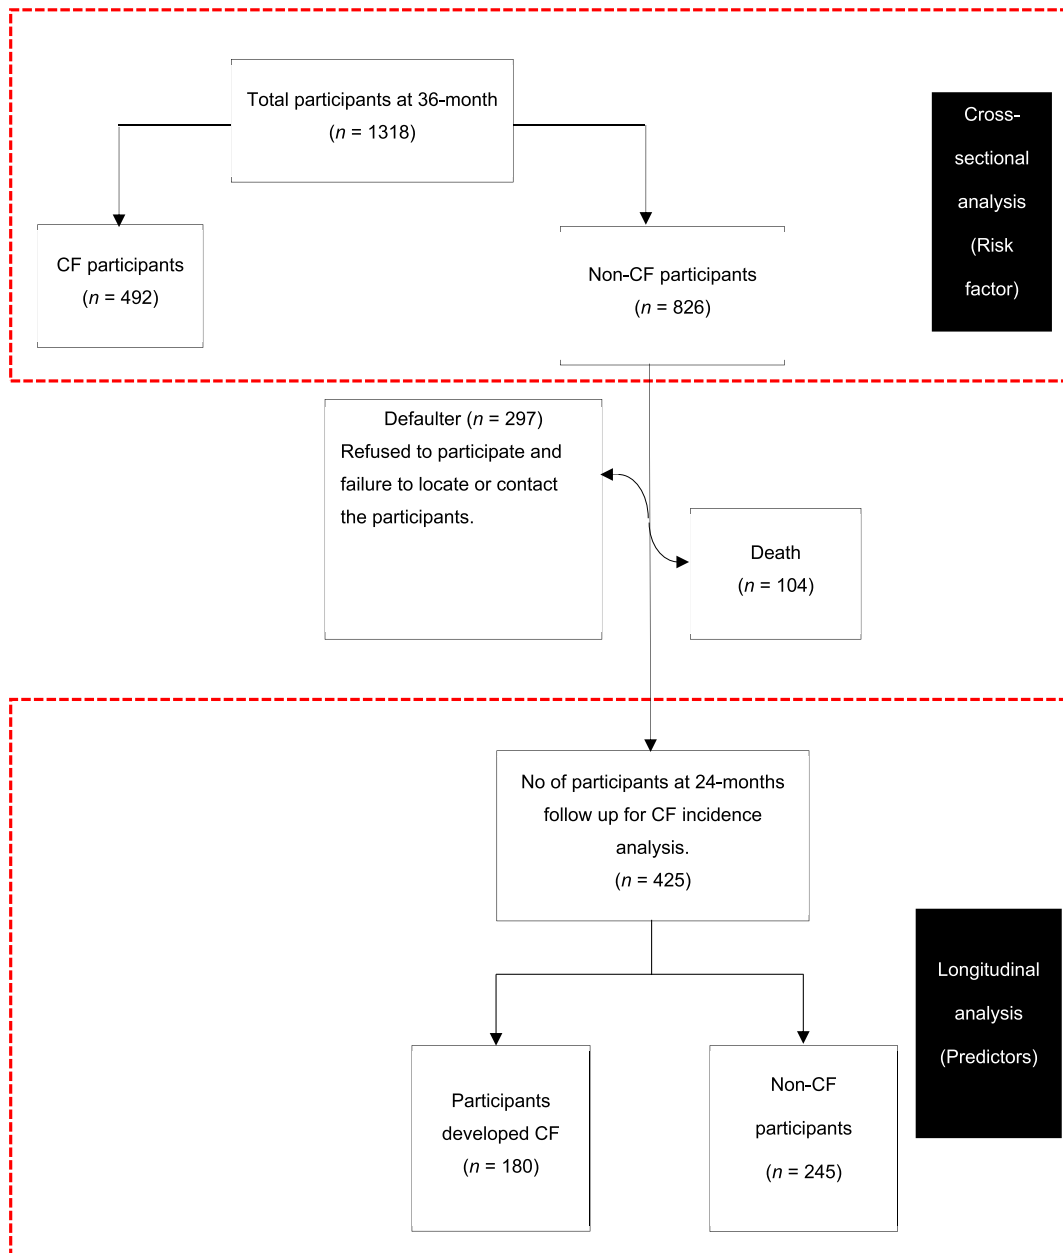 Total participants at 36-month
(n = 1318)
Cross-
sectional
analysis
(Risk
factor)
CF participants
(n = 492)
Non-CF participants
(n = 826)
Defaulter (n = 297)
Refused to participate and
failure to locate or contact
the participants.
Death
(n = 104)
No of participants at 24-months
follow up for CF incidence
analysis.
(n = 425)
Longitudinal
analysis
(Predictors)
Participants
developed CF
(n = 180)
Non-CF
participants
(n = 245)